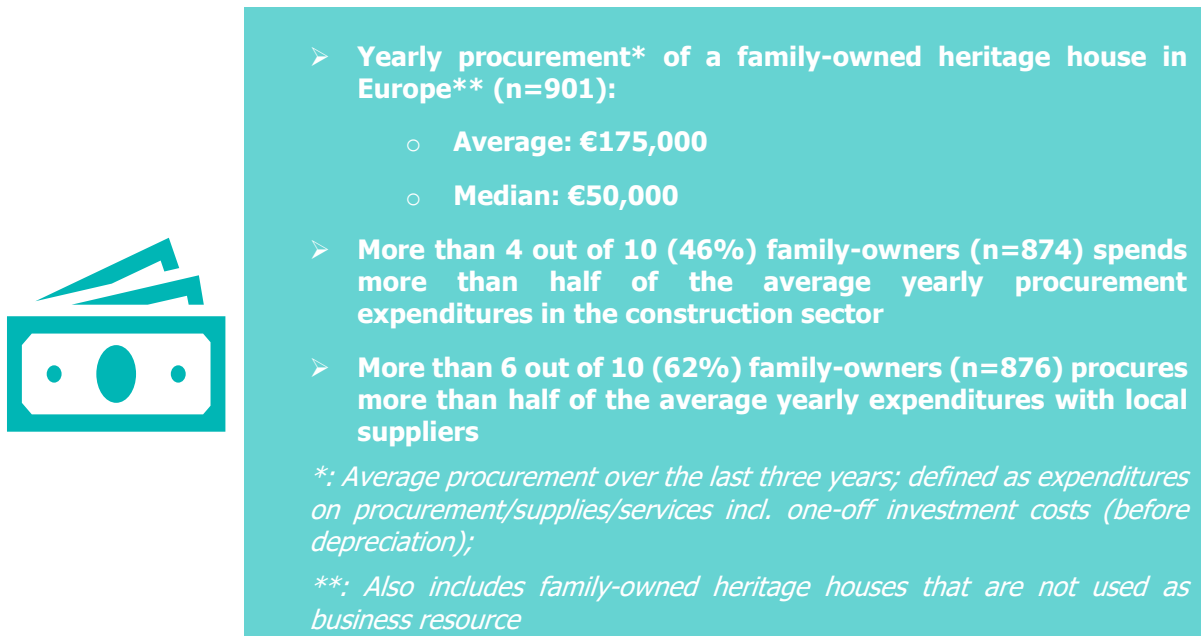 ➢ Yearly procurement* of a family-owned heritage house in
Europe** (n=901):
o Average: €175,000
o Median: €50,000
➢ More than 4 out of 10 (46%) family-owners (n=874) spends
more than half of the average yearly procurement
expenditures in the construction sector
➢ More than 6 out of 10 (62%) family-owners (n=876) procures
more than half of the average yearly expenditures with local
suppliers
*: Average procurement over the last three years; defined as expenditures
on procurement/supplies/services incl. one-off investment costs (before
depreciation);
**: Also includes family-owned heritage houses that are not used as
business resource